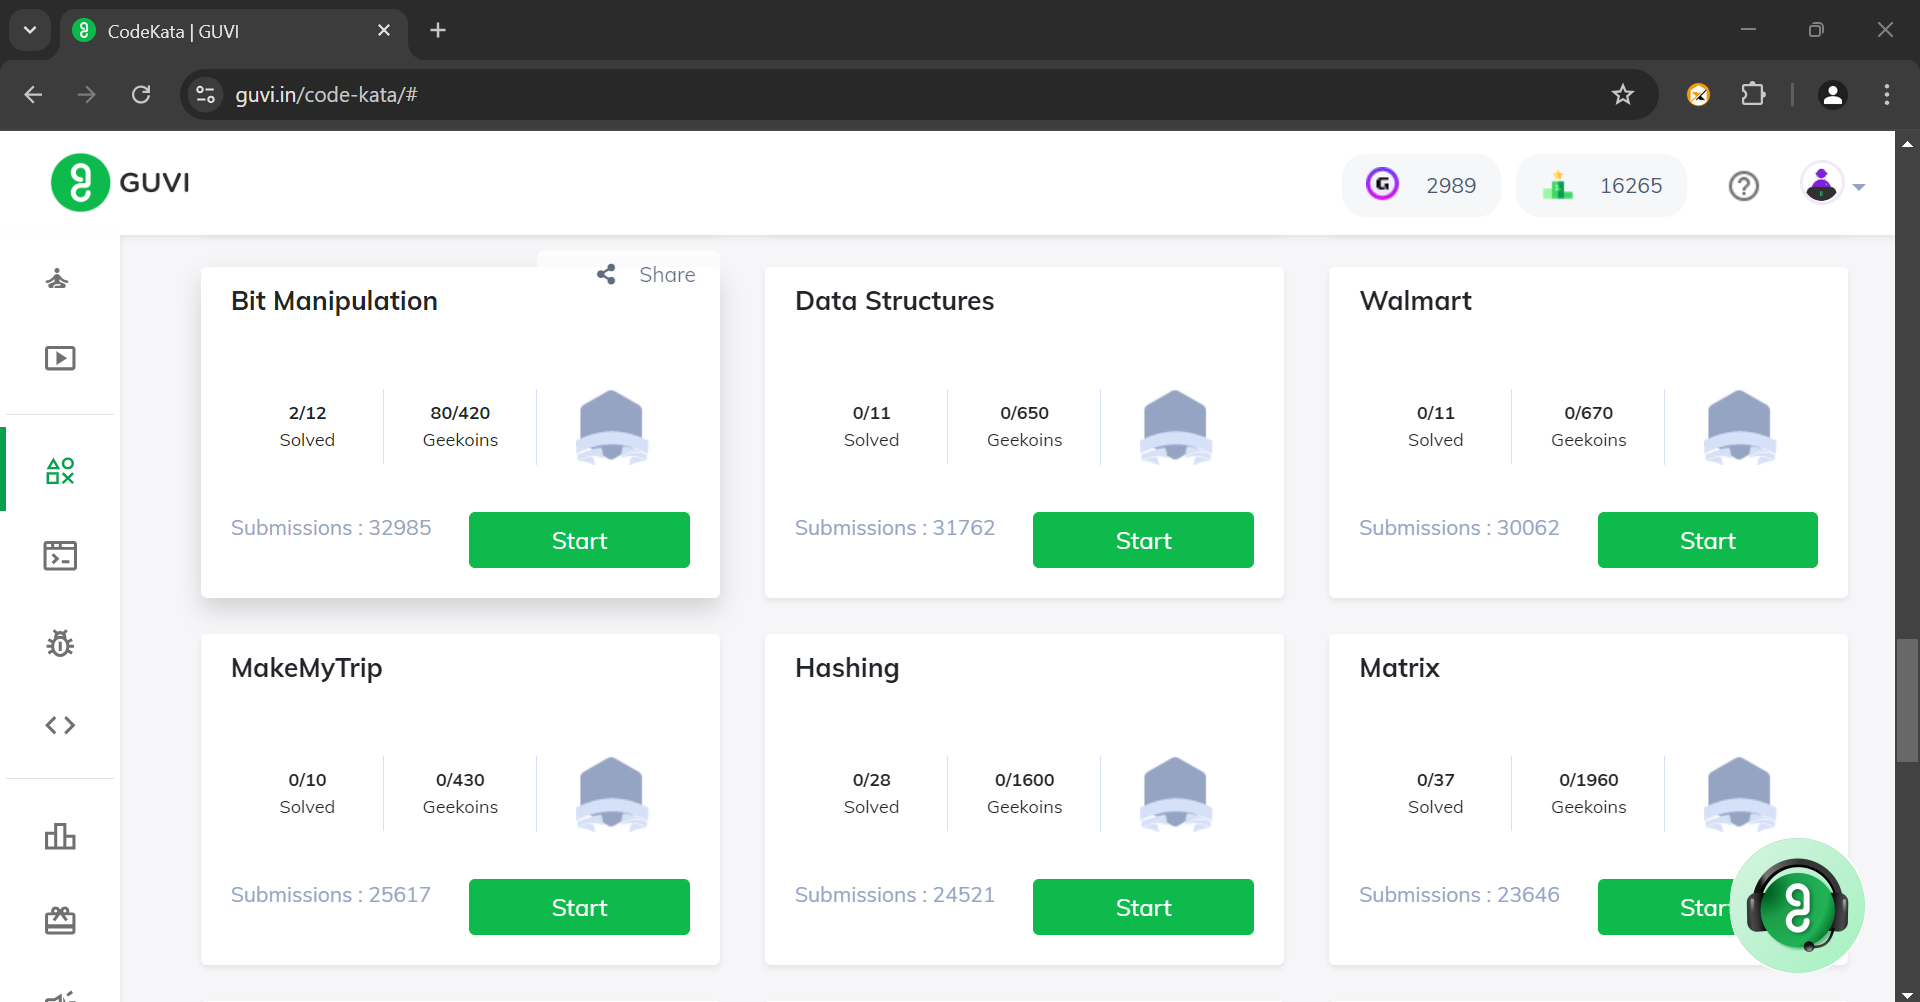 CodeKata | GUVI
guvi.in/code-kata/#
GUVI
G 2989
16265
Share
Bit Manipulation
2/12
Solved
80/420
Geekoins
Submissions : 32985
Start
Data Structures
0/11
Solved
0/650
Geekoins
Submissions : 31762
Start
Walmart
0/11
Solved
0/670
Geekoins
Submissions : 30062
Start
MakeMyTrip
0/10
Solved
0/430
Geekoins
Submissions : 25617
Start
Hashing
0/28
Solved
0/1600
Geekoins
Submissions : 24521
Start
Matrix
0/37
Solved
0/1960
Geekoins
Submissions : 23646
Star